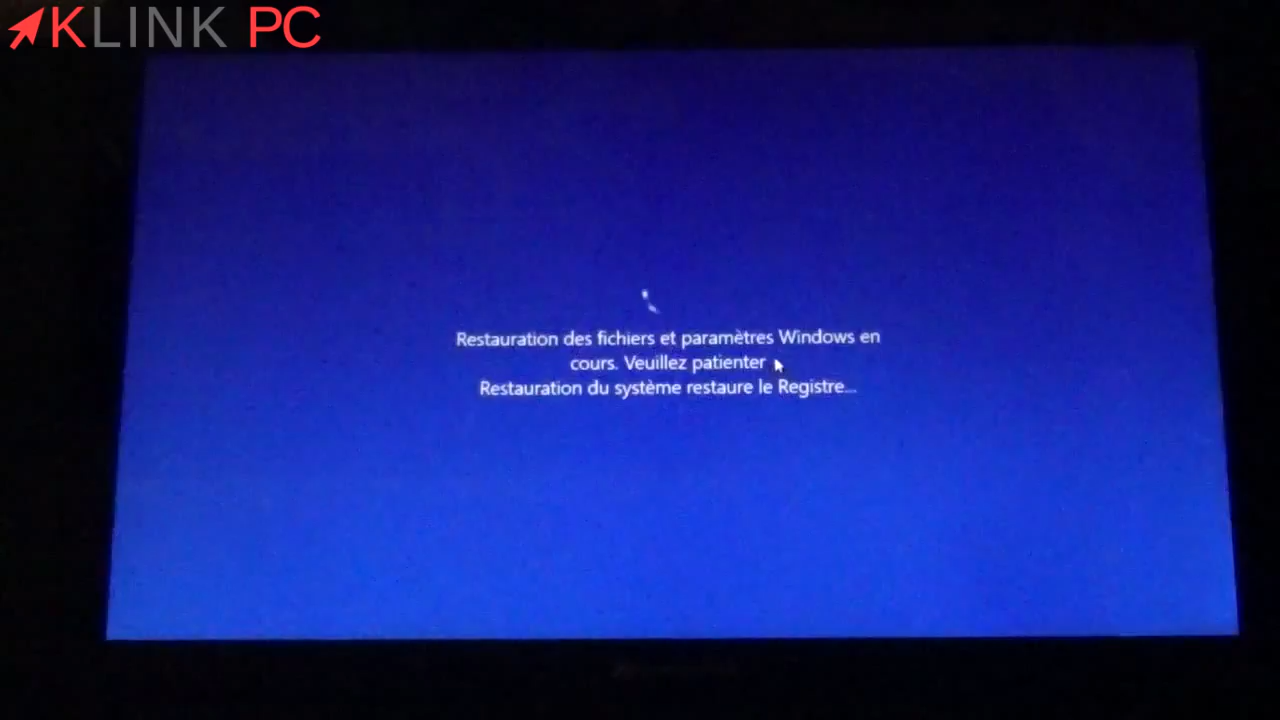 KLINK PC
Restauration des fichiers et paramètres Windows en
cours. Veuillez patienter
Restauration du système restaure le Registre...